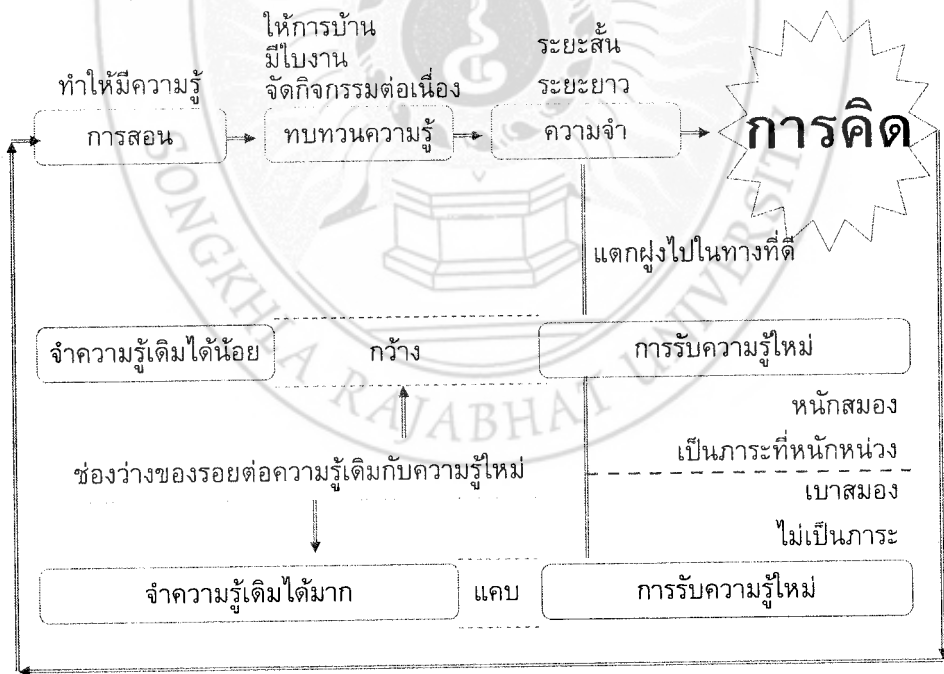 ให้การบ้าน
มีใบงาน
จัดกิจกรรมต่อเนื่อง
ระยะสั้น
ระยะยาว
ทำให้มีความรู้
การสอน
ทบทวนความรู้
ความจำ
การคิด
แตกฝูงไปในทางที่ดี
จำความรู้เดิมได้น้อย
กว้าง
การรับความรู้ใหม่
หนักสมอง
เป็นภาระที่หนักหน่วง
ช่องว่างของรอยต่อความรู้เดิมกับความรู้ใหม่
เบาสมอง
ไม่เป็นภาระ
จำความรู้เดิมได้มาก
แคบ
การรับความรู้ใหม่
SONGKHLA RAJABHAT UNIVERSITY